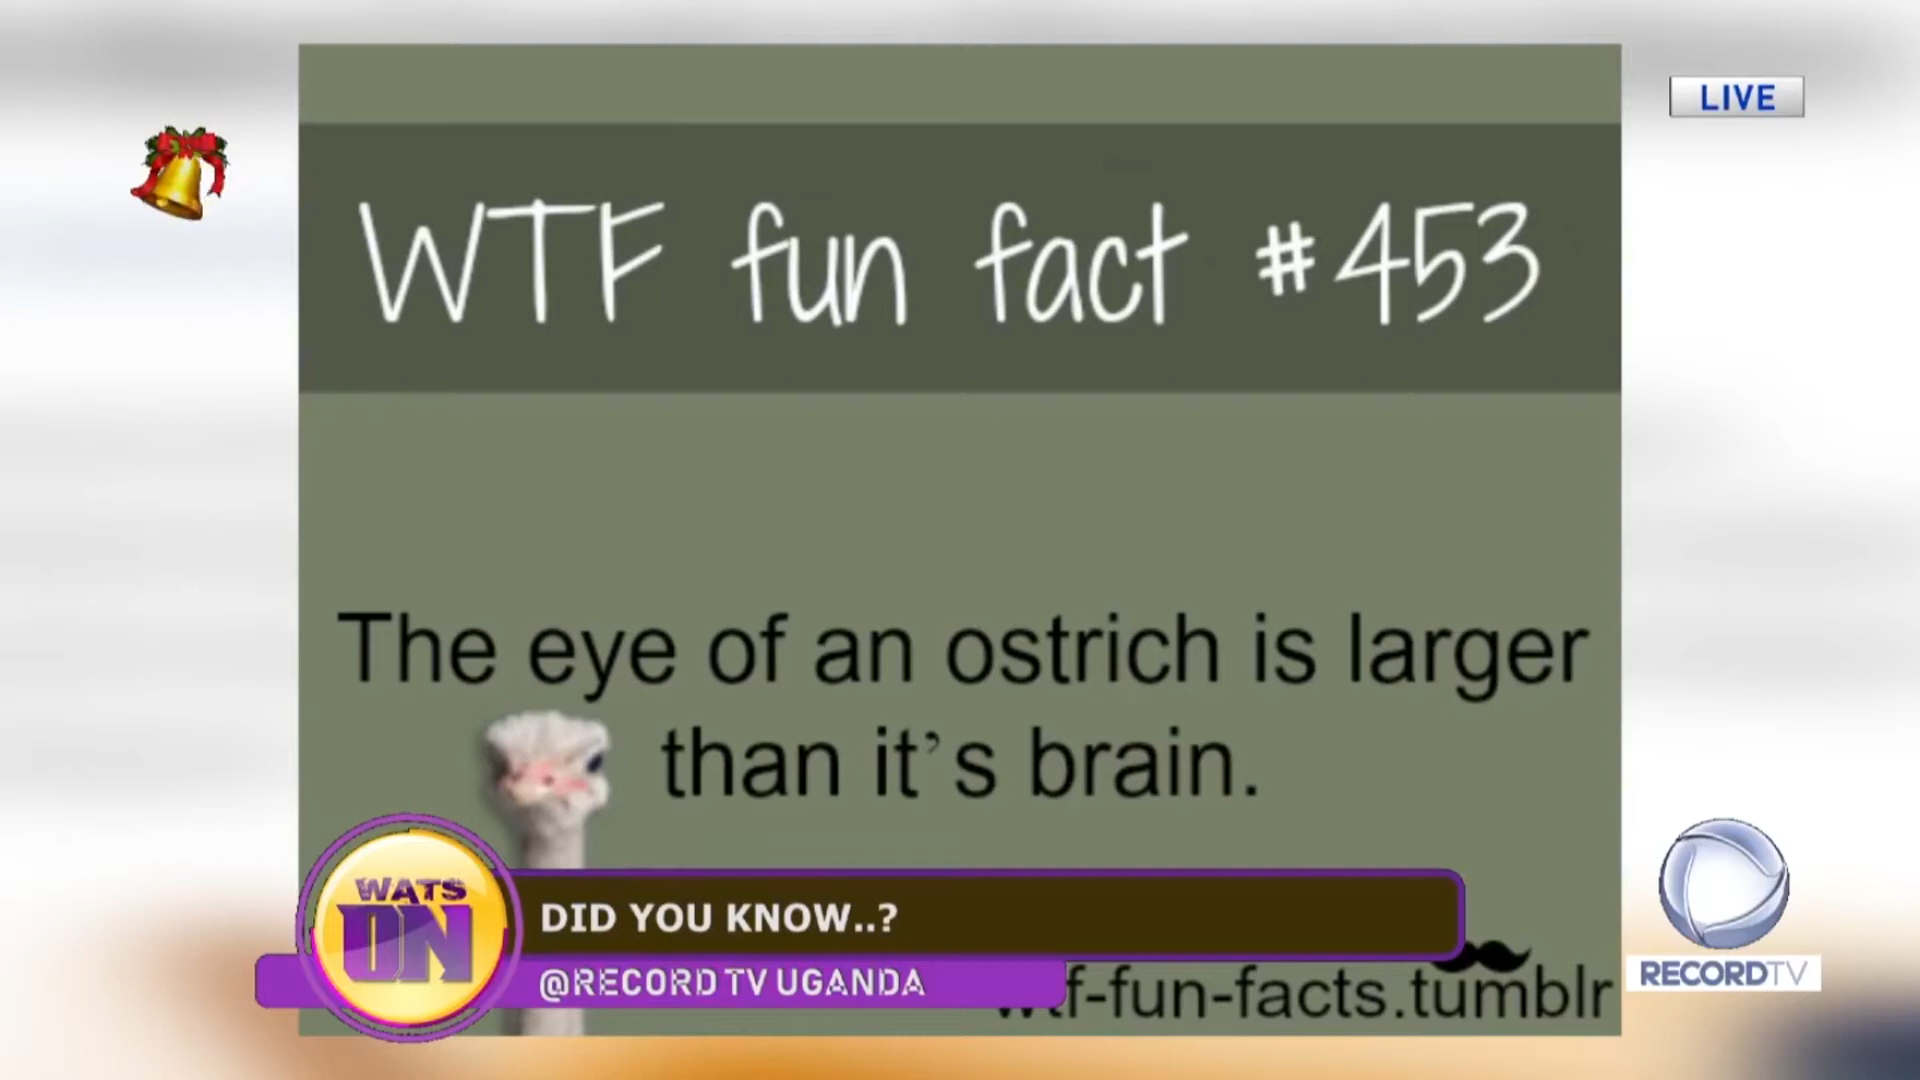 LIVE
WTF fun fact #453
The eye of an ostrich is larger
than it’s brain.
WATS
ON
DID YOU KNOW..?
@RECORD TV UGANDA
f-fun-facts.tumblr
RECORDTV